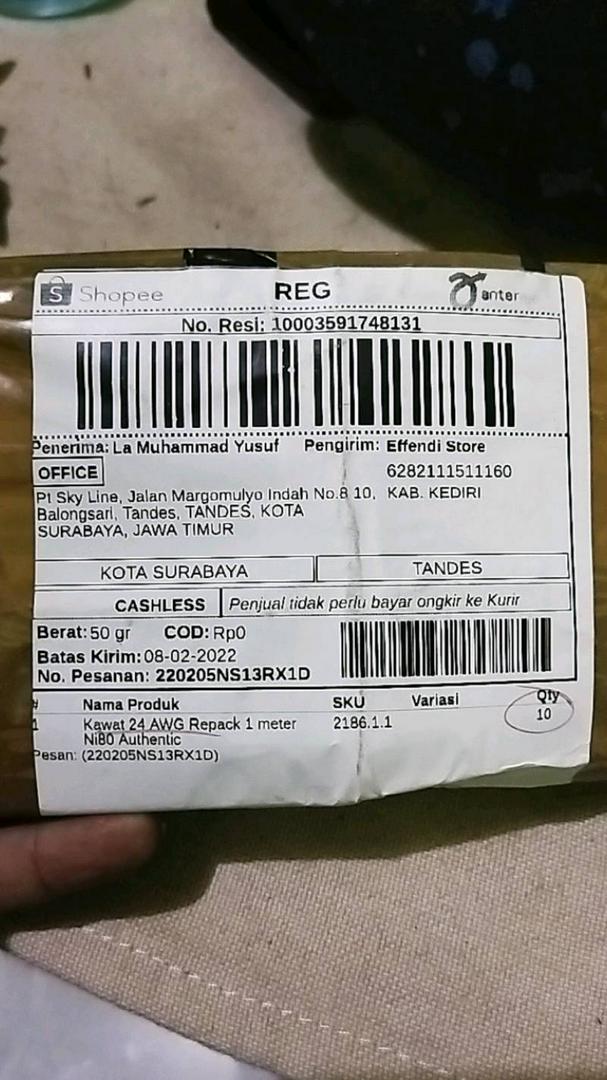 S Shopee REG anter
No. Resi: 10003591748131
Penerima: La Muhammad Yusuf Pengirim: Effendi Store
OFFICE 6282111511160
Pt Sky Line, Jalan Margomulyo Indah No.8 10, KAB. KEDIRI
Balongsari, Tandes, TANDES, KOTA
SURABAYA, JAWA TIMUR
KOTA SURABAYA TANDES
CASHLESS Penjual tidak perlu bayar ongkir ke Kurir
Berat: 50 gr COD: Rp0
Batas Kirim: 08-02-2022
No. Pesanan: 220205NS13RX1D
# Nama Produk SKU Variasi Qty
1 Kawat 24 AWG Repack 1 meter 2186.1.1 10
Ni80 Authentic
Pesan: (220205NS13RX1D)